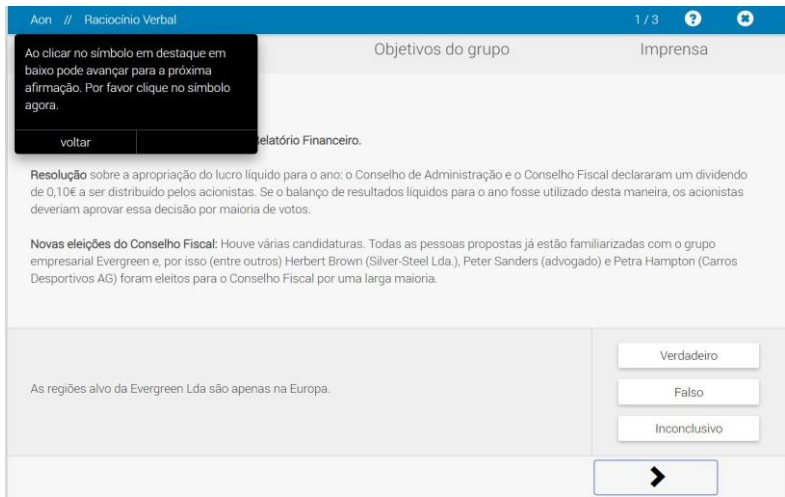 Aon // Raciocínio Verbal
1 / 3
Ao clicar no símbolo em destaque em
baixo pode avançar para a próxima
afirmação. Por favor clique no símbolo
agora.
voltar
Objetivos do grupo
Imprensa
Relatório Financeiro.
Resolução sobre a apropriação do lucro líquido para o ano: o Conselho de Administração e o Conselho Fiscal declararam um dividendo
de 0,10€ a ser distribuído pelos acionistas. Se o balanço de resultados líquidos para o ano fosse utilizado desta maneira, os acionistas
deveriam aprovar essa decisão por maioria de votos.
Novas eleições do Conselho Fiscal: Houve várias candidaturas. Todas as pessoas propostas já estão familiarizadas com o grupo
empresarial Evergreen e, por isso (entre outros) Herbert Brown (Silver-Steel Lda.), Peter Sanders (advogado) e Petra Hampton (Carros
Desportivos AG) foram eleitos para o Conselho Fiscal por uma larga maioria.
As regiões alvo da Evergreen Lda são apenas na Europa.
Verdadeiro
Falso
Inconclusivo